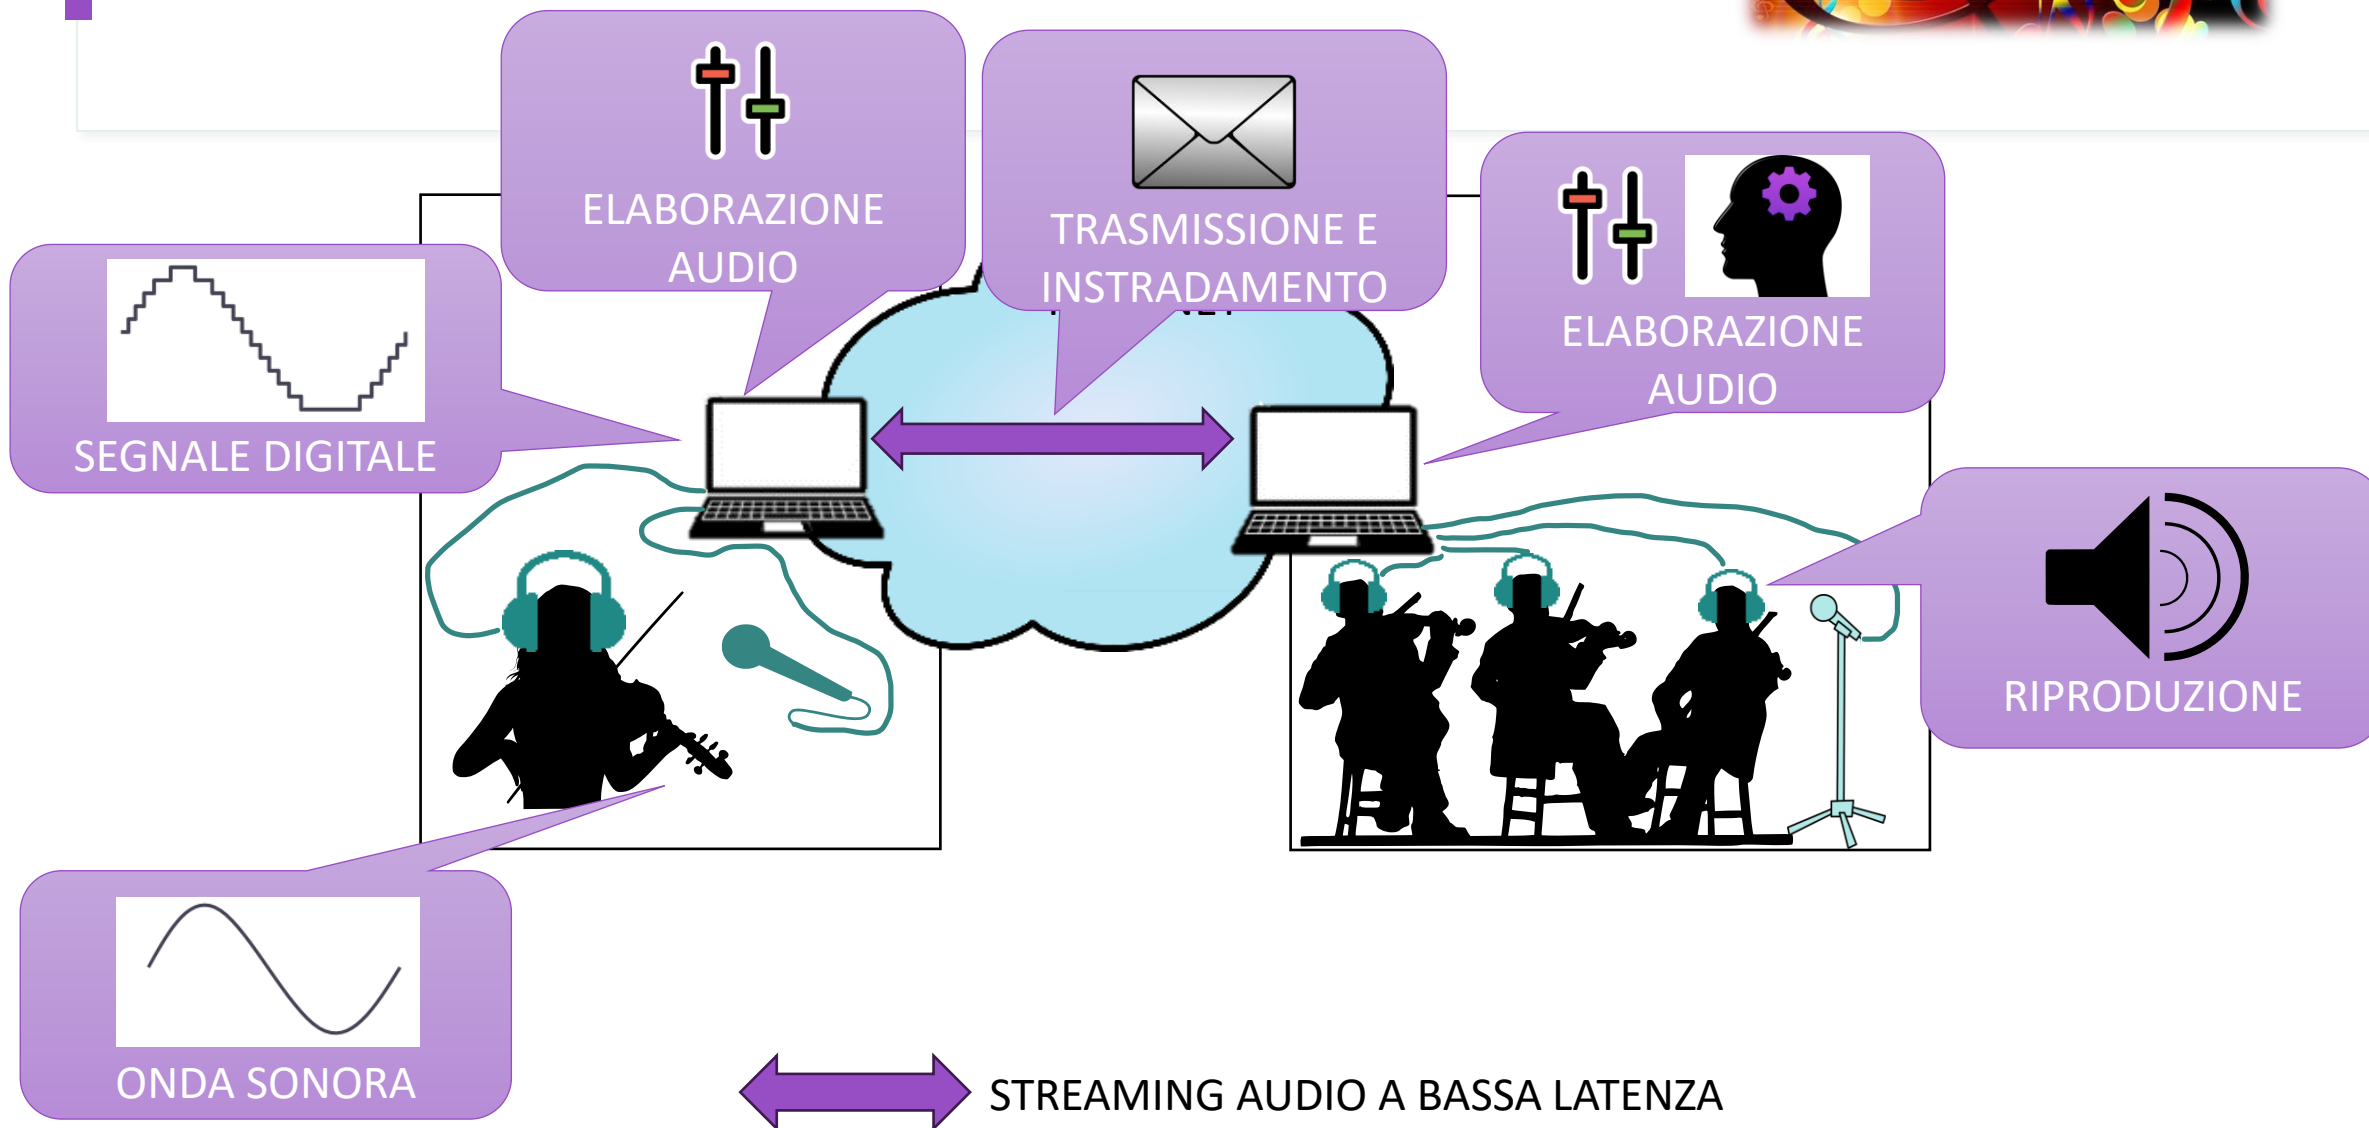 ELABORAZIONE
AUDIO
TRASMISSIONE E
INSTRADAMENTO
ELABORAZIONE
AUDIO
SEGNALE DIGITALE
RIPRODUZIONE
ONDA SONORA
STREAMING AUDIO A BASSA LATENZA